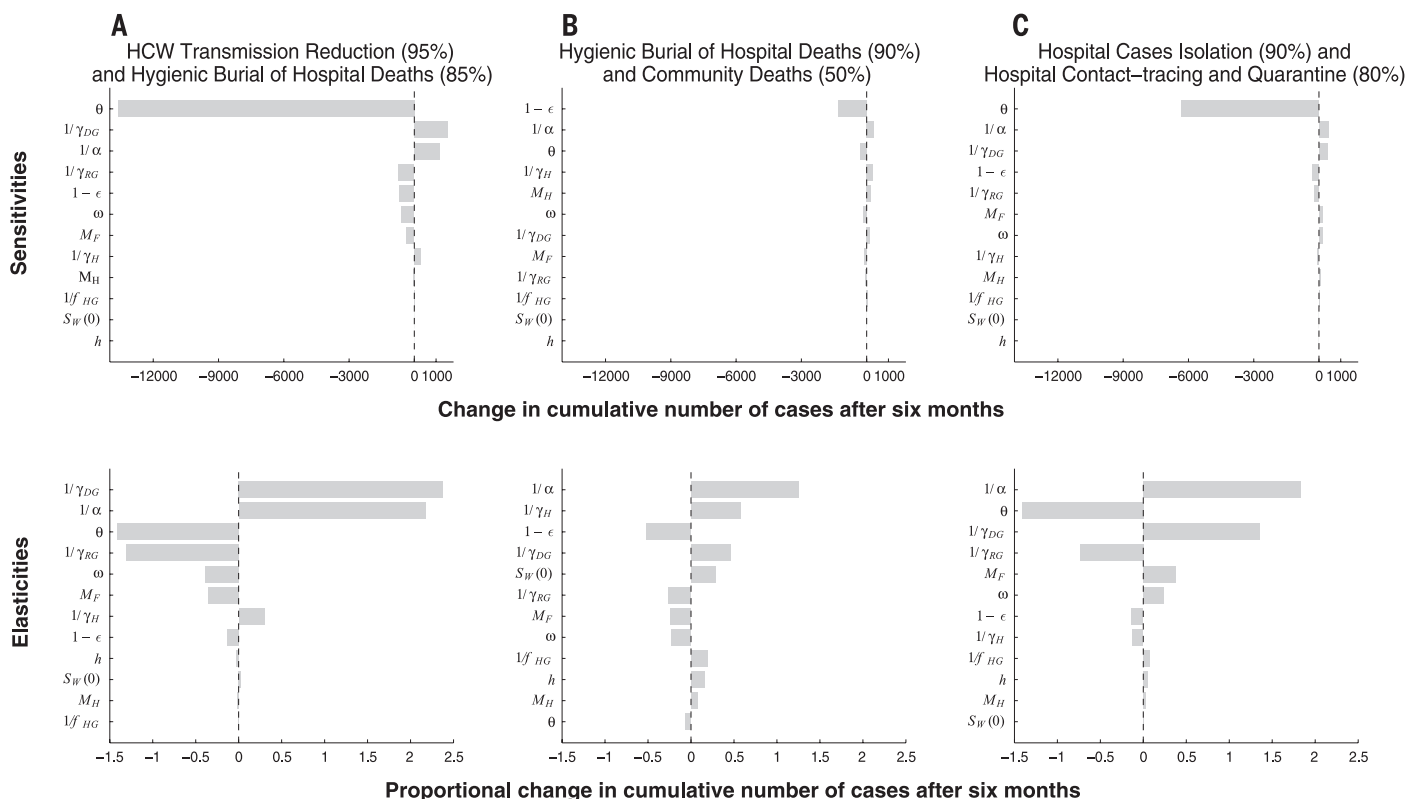 A
HCW Transmission Reduction (95%)
and Hygienic Burial of Hospital Deaths (85%)
B
Hygienic Burial of Hospital Deaths (90%)
and Community Deaths (50%)
C
Hospital Cases Isolation (90%) and
Hospital Contact–tracing and Quarantine (80%)
Sensitivities
θ
1/γDG
1/α
1/γRG
1 − ϵ
ω
MF
1/γH
MH
1/f HG
SW(0)
h
−12000 −9000 −6000 −3000 0 1000
1 − ϵ
1/α
θ
1/γH
MH
ω
1/γDG
MF
1/γRG
1/f HG
SW(0)
h
−12000 −9000 −6000 −3000 0 1000
θ
1/α
1/γDG
1 − ϵ
1/γRG
MF
ω
1/γH
MH
1/f HG
SW(0)
h
−12000 −9000 −6000 −3000 0 1000
Change in cumulative number of cases after six months
Elasticities
1/γDG
1/α
θ
1/γRG
ω
MF
1/γH
1 − ϵ
h
SW(0)
MH
1/f HG
−1.5 −1 −0.5 0 0.5 1 1.5 2 2.5
1/α
1/γH
1 − ϵ
1/γDG
SW(0)
1/γRG
MF
ω
1/f HG
h
MH
θ
−1.5 −1 −0.5 0 0.5 1 1.5 2 2.5
1/α
θ
1/γDG
1/γRG
MF
ω
1 − ϵ
1/γH
1/f HG
h
MH
SW(0)
−1.5 −1 −0.5 0 0.5 1 1.5 2 2.5
Proportional change in cumulative number of cases after six months